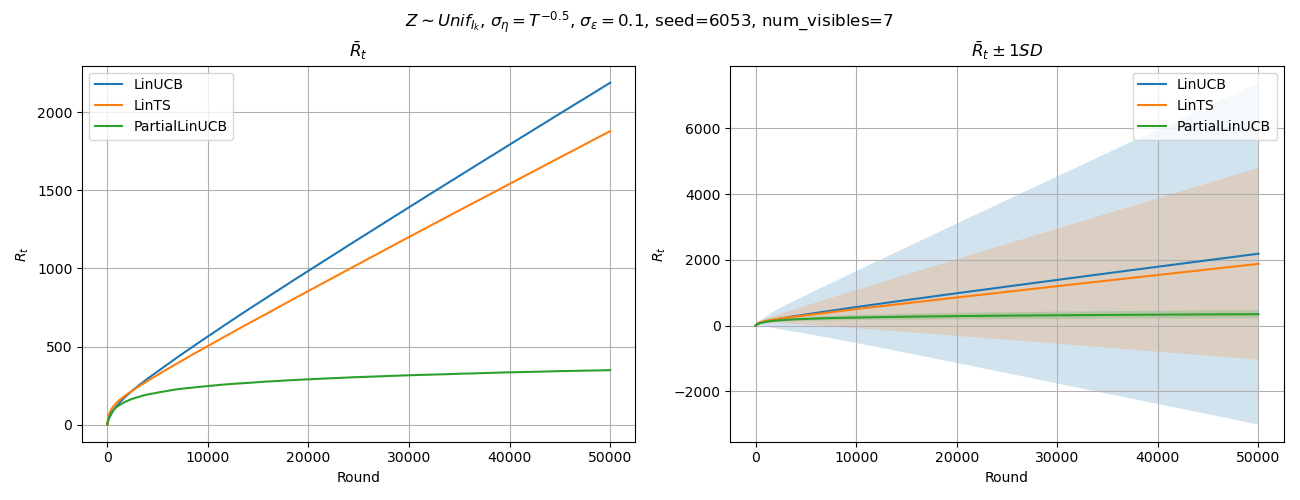 Z ∼ Unif_{I_k}, σ_η = T^{−0.5}, σ_ε = 0.1, seed=6053, num_visibles=7
R̄_t
R_t
2000
1500
1000
500
0
LinUCB
LinTS
PartialLinUCB
0 10000 20000 30000 40000 50000
Round
R̄_t ± 1SD
R_t
6000
4000
2000
0
−2000
LinUCB
LinTS
PartialLinUCB
0 10000 20000 30000 40000 50000
Round